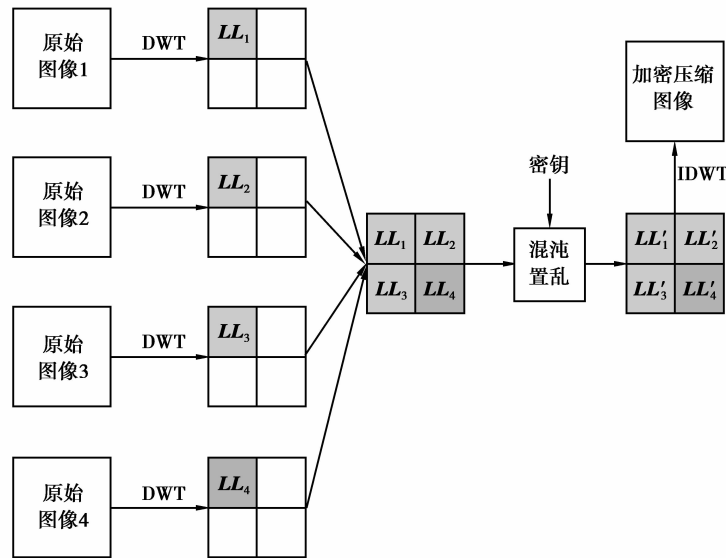 原始
图像1
DWT
LL₁
原始
图像2
DWT
LL₂
原始
图像3
DWT
LL₃
原始
图像4
DWT
LL₄
LL₁ LL₂
LL₃ LL₄
密钥
混沌
置乱
加密压缩
图像
IDWT
LL′₁ LL′₂
LL′₃ LL′₄